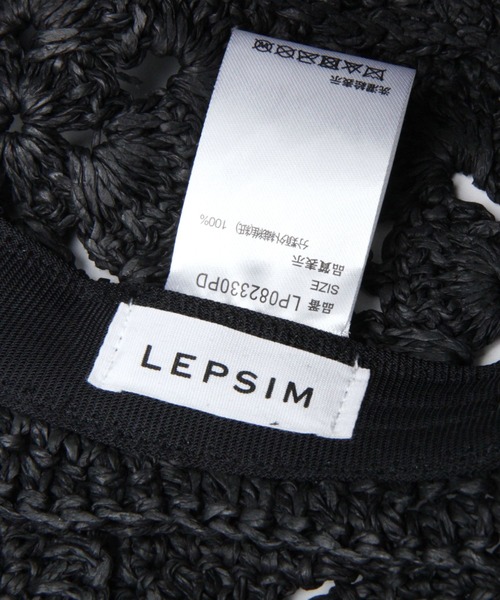 LEPSIM
品番 LP082330PD
SIZE
品質表示
分類外繊維(紙) 100%
洗濯絵表示